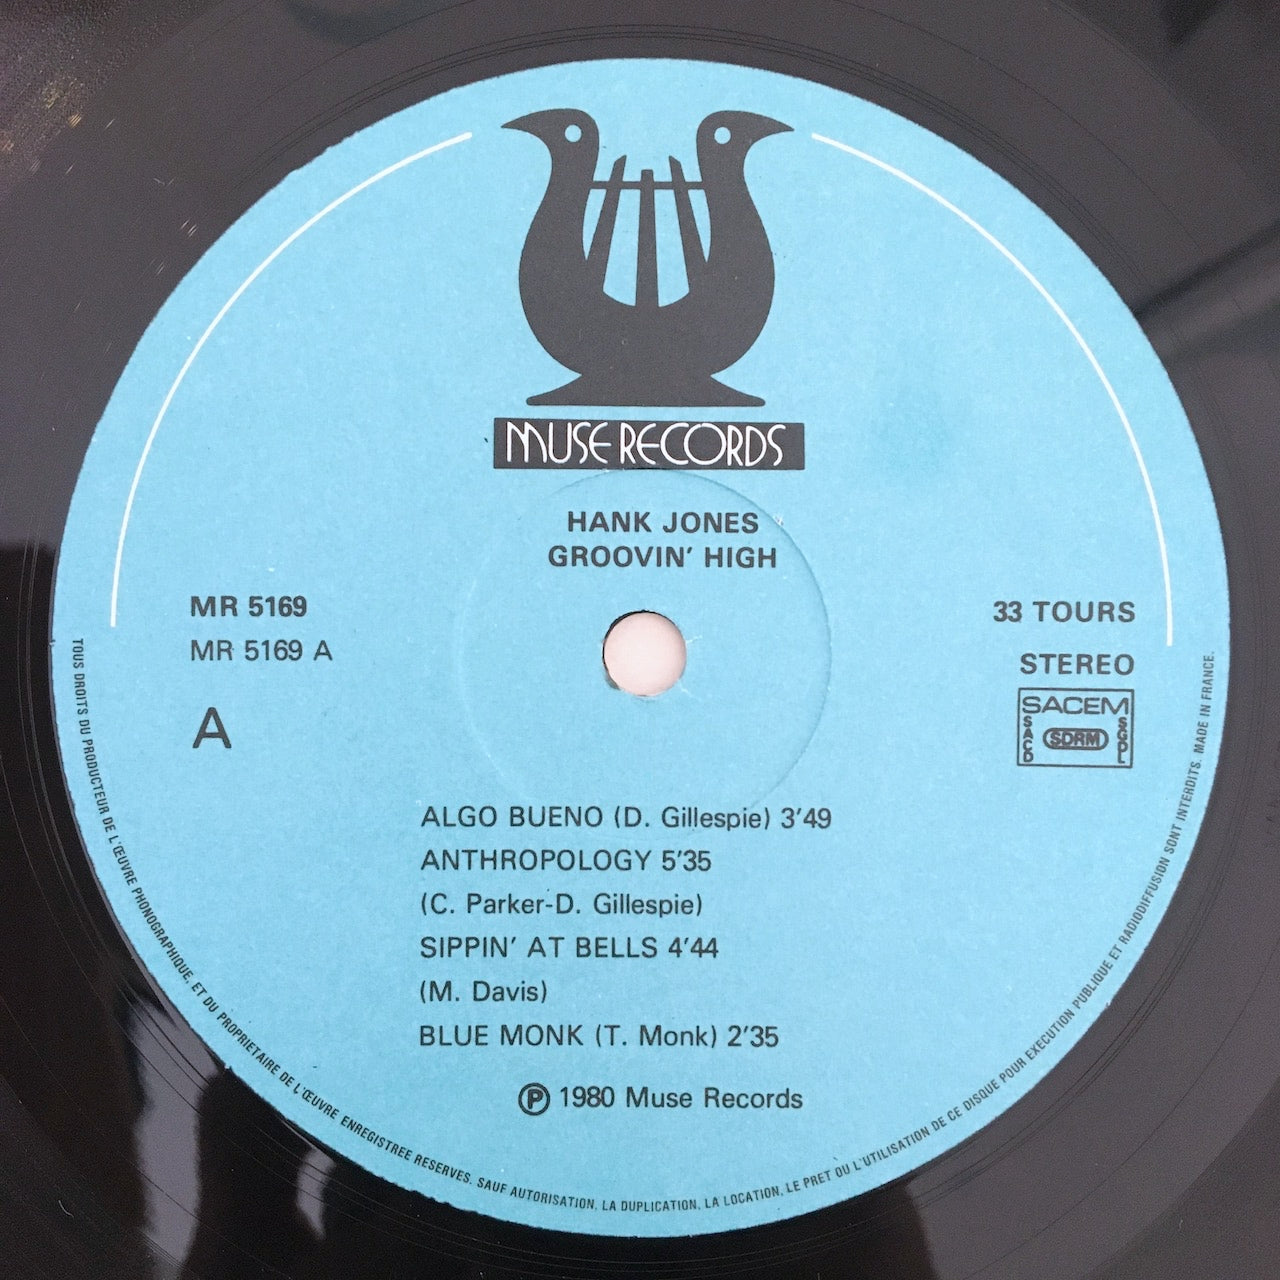 MUSE RECORDS
HANK JONES
GROOVIN' HIGH
MR 5169
MR 5169 A
A
33 TOURS
STEREO
SACEM
SACD
SDRM
SGDL
ALGO BUENO (D. Gillespie) 3'49
ANTHROPOLOGY 5'35
(C. Parker-D. Gillespie)
SIPPIN' AT BELLS 4'44
(M. Davis)
BLUE MONK (T. Monk) 2'35
Ⓟ 1980 Muse Records
TOUS DROITS DU PRODUCTEUR DE L'ŒUVRE PHONOGRAPHIQUE, ET DU PROPRIETAIRE DE L'ŒUVRE ENREGISTREE RESERVES. SAUF AUTORISATION, LA DUPLICATION, LA LOCATION, LE PRET OU L'UTILISATION DE CE DISQUE POUR EXECUTION PUBLIQUE ET RADIODIFFUSION SONT INTERDITS. MADE IN FRANCE.